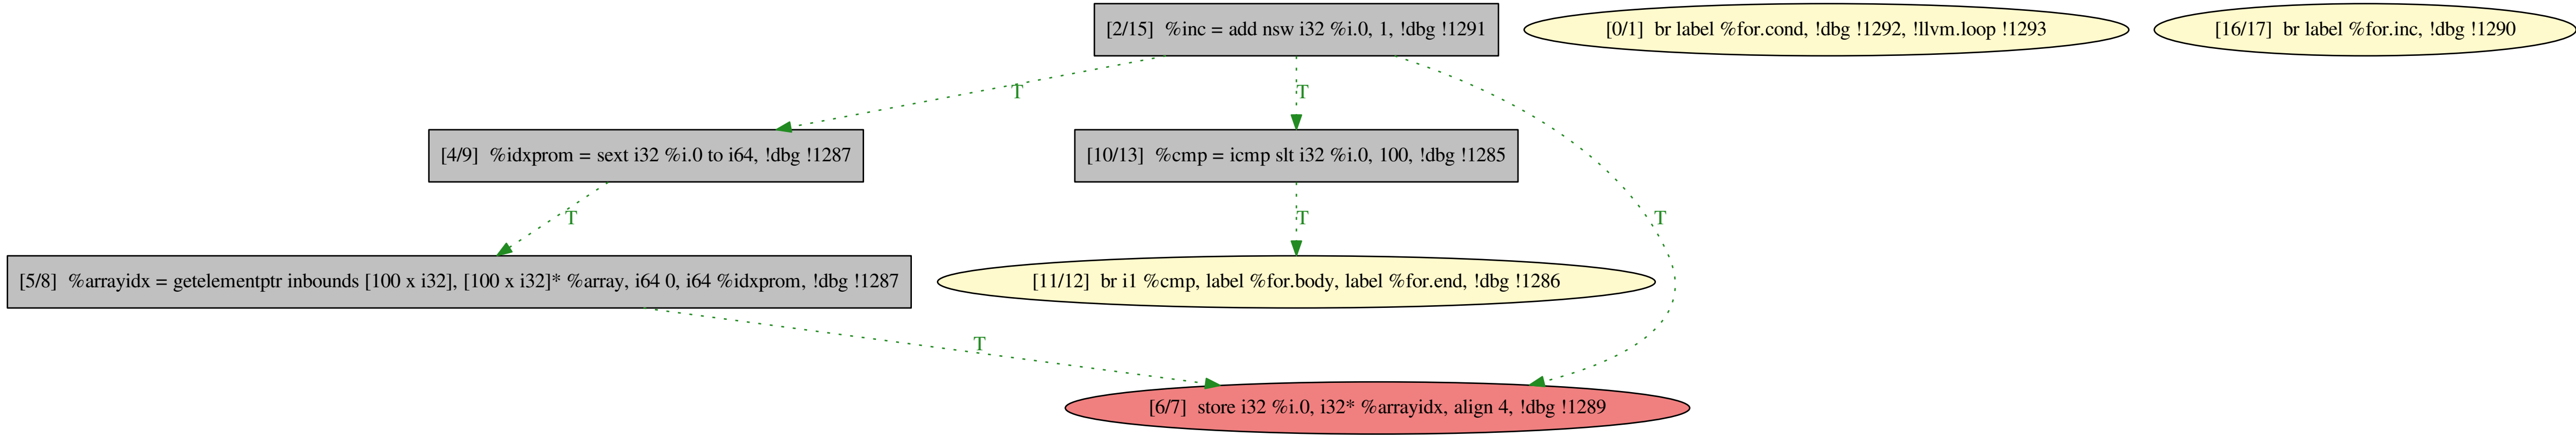 [2/15]  %inc = add nsw i32 %i.0, 1, !dbg !1291
[0/1]  br label %for.cond, !dbg !1292, !llvm.loop !1293
[16/17]  br label %for.inc, !dbg !1290
T
T
[4/9]  %idxprom = sext i32 %i.0 to i64, !dbg !1287
[10/13]  %cmp = icmp slt i32 %i.0, 100, !dbg !1285
T
T
T
[5/8]  %arrayidx = getelementptr inbounds [100 x i32], [100 x i32]* %array, i64 0, i64 %idxprom, !dbg !1287
[11/12]  br i1 %cmp, label %for.body, label %for.end, !dbg !1286
T
[6/7]  store i32 %i.0, i32* %arrayidx, align 4, !dbg !1289